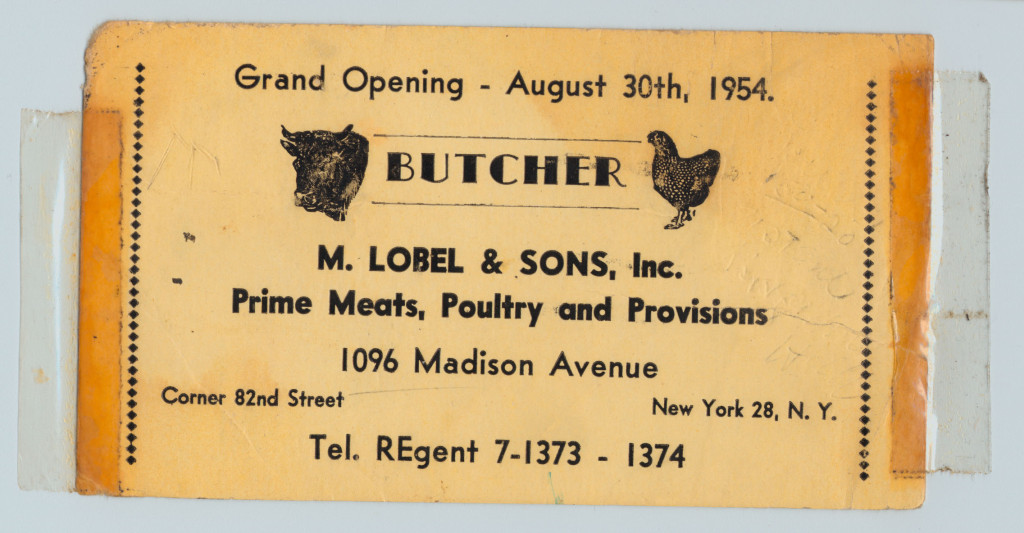 Grand Opening - August 30th, 1954.
BUTCHER
M. LOBEL & SONS, Inc.
Prime Meats, Poultry and Provisions
1096 Madison Avenue
Corner 82nd Street
New York 28, N. Y.
Tel. REgent 7-1373 - 1374